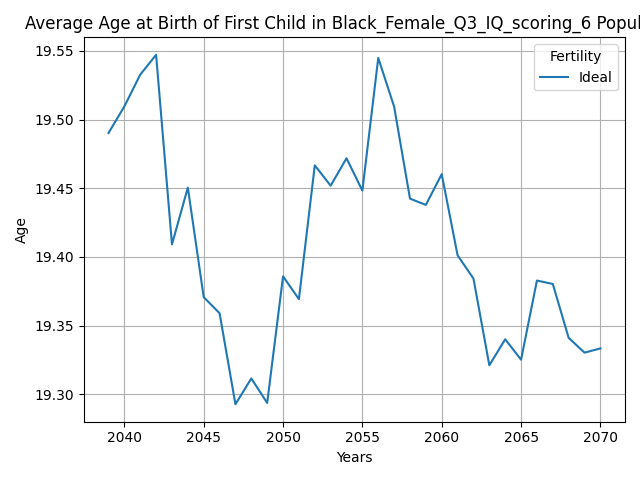 Average Age at Birth of First Child in Black_Female_Q3_IQ_scoring_6 Popul
Fertility
Ideal
19.55
19.50
19.45
19.40
19.35
19.30
Age
2040 2045 2050 2055 2060 2065 2070
Years